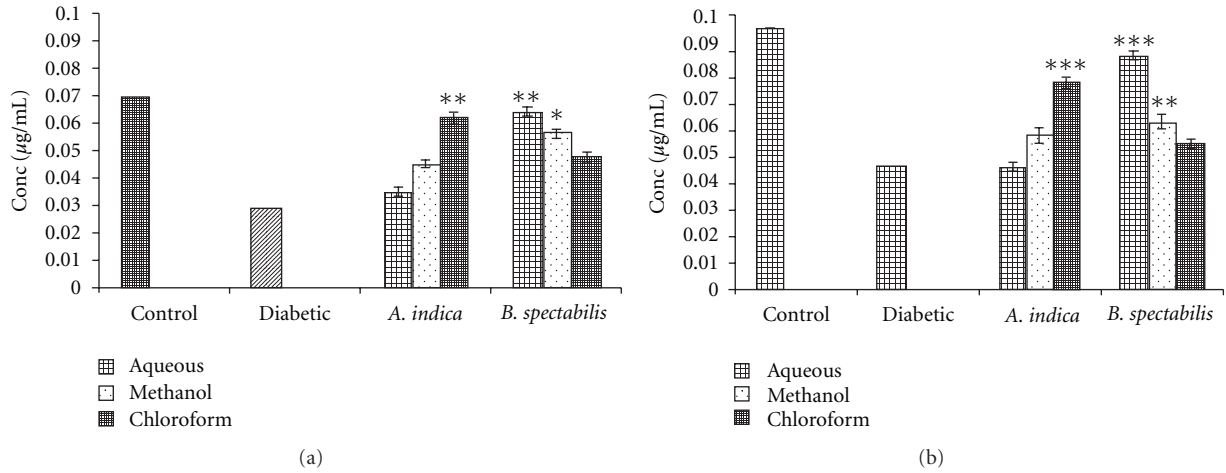 0.1
0.09
0.08
0.07
0.06
0.05
0.04
0.03
0.02
0.01
0
Conc (µg/mL)
**
**
*
Control
Diabetic
A. indica
B. spectabilis
Aqueous
Methanol
Chloroform
(a)
0.1
0.09
0.08
0.07
0.06
0.05
0.03
0.04
0.02
0.01
0
Conc (µg/mL)
***
***
**
Control
Diabetic
A. indica
B. spectabilis
Aqueous
Methanol
Chloroform
(b)